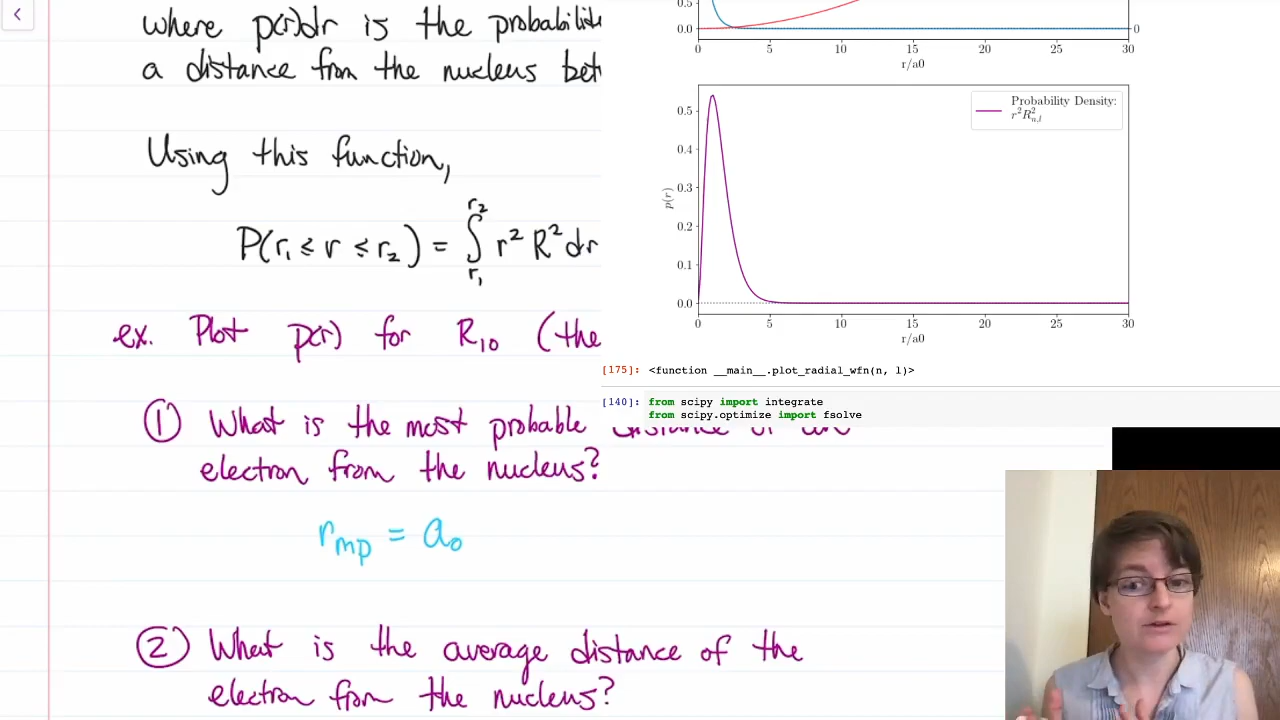 where p(r)dr is the
a distance from the nucleus
Using this function,
P(r₁ ≤ r ≤ r₂) = ∫ r² R² dr
r₂
r₁
ex. Plot p(r) for R₁₀ (the
① What is the most probable distance of an
electron from the nucleus?
r_mp = a₀
② What is the average distance of the
electron from the nucleus?
0.5
0.0
0
0 5 10 15 20 25 30
r/a0
Probability Density:
r²R²ₙ,ₗ
0.5
0.4
0.3
0.2
0.1
0.0
p(r)
0 5 10 15 20 25 30
r/a0
[175]: <function __main__.plot_radial_wfn(n, l)>
[140]: from scipy import integrate
from scipy.optimize import fsolve